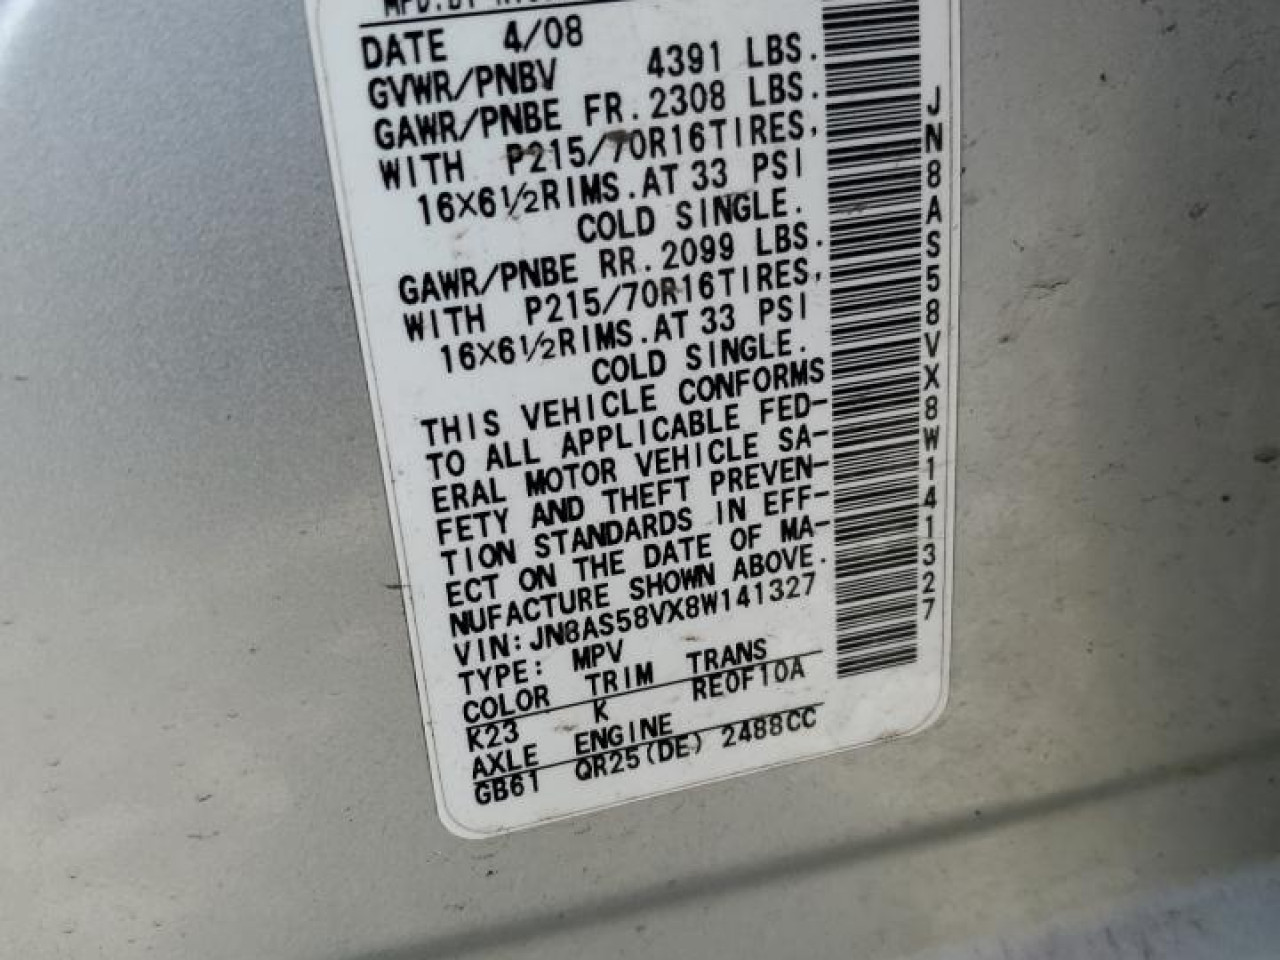 MFD.BY
DATE 4/08
GVWR/PNBV 4391 LBS.
GAWR/PNBE FR. 2308 LBS.
WITH P215/70R16TIRES,
16X6½RIMS.AT 33 PSI
COLD SINGLE.
GAWR/PNBE RR. 2099 LBS.
WITH P215/70R16TIRES,
16X6½RIMS.AT 33 PSI
COLD SINGLE.
THIS VEHICLE CONFORMS
TO ALL APPLICABLE FED-
ERAL MOTOR VEHICLE SA-
FETY AND THEFT PREVEN-
TION STANDARDS IN EFF-
ECT ON THE DATE OF MA-
NUFACTURE SHOWN ABOVE.
VIN:JN8AS58VX8W141327
TYPE: MPV
COLOR TRIM TRANS
K23 K RE0F10A
AXLE ENGINE
GB61 QR25(DE) 2488CC
JN8AS58VX8W141327